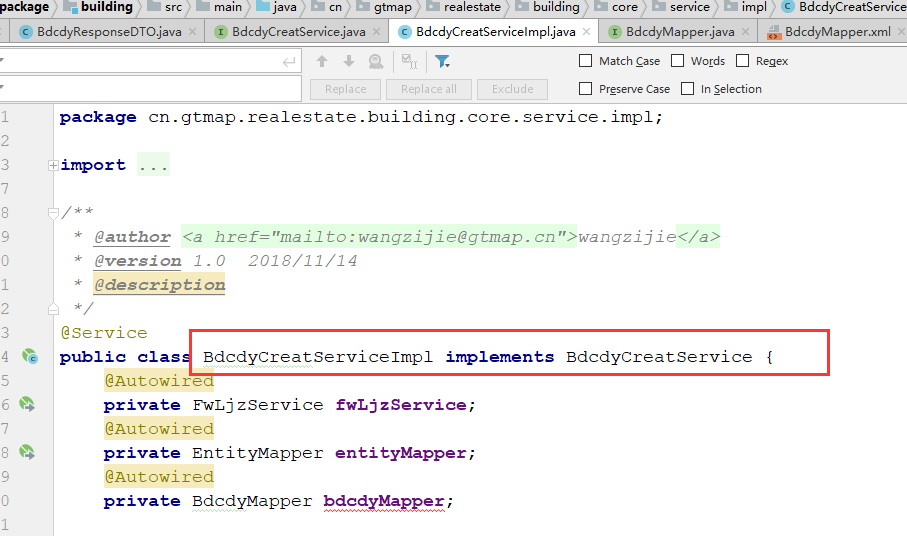 package building src main java cn gtmap realestate building core service impl BdcdyCreatServic
BdcdyResponseDTO.java BdcdyCreatService.java BdcdyCreatServiceImpl.java BdcdyMapper.java BdcdyMapper.xml
Match Case Words Regex
Replace Replace all Exclude Preserve Case In Selection
1 package cn.gtmap.realestate.building.core.service.impl;
2
3 import ...
7
8 /**
9 * @author <a href="mailto:wangzijie@gtmap.cn">wangzijie</a>
0 * @version 1.0 2018/11/14
1 * @description
2 */
3 @Service
4 public class BdcdyCreatServiceImpl implements BdcdyCreatService {
5 @Autowired
6 private FwLjzService fwLjzService;
7 @Autowired
8 private EntityMapper entityMapper;
9 @Autowired
0 private BdcdyMapper bdcdyMapper;
1